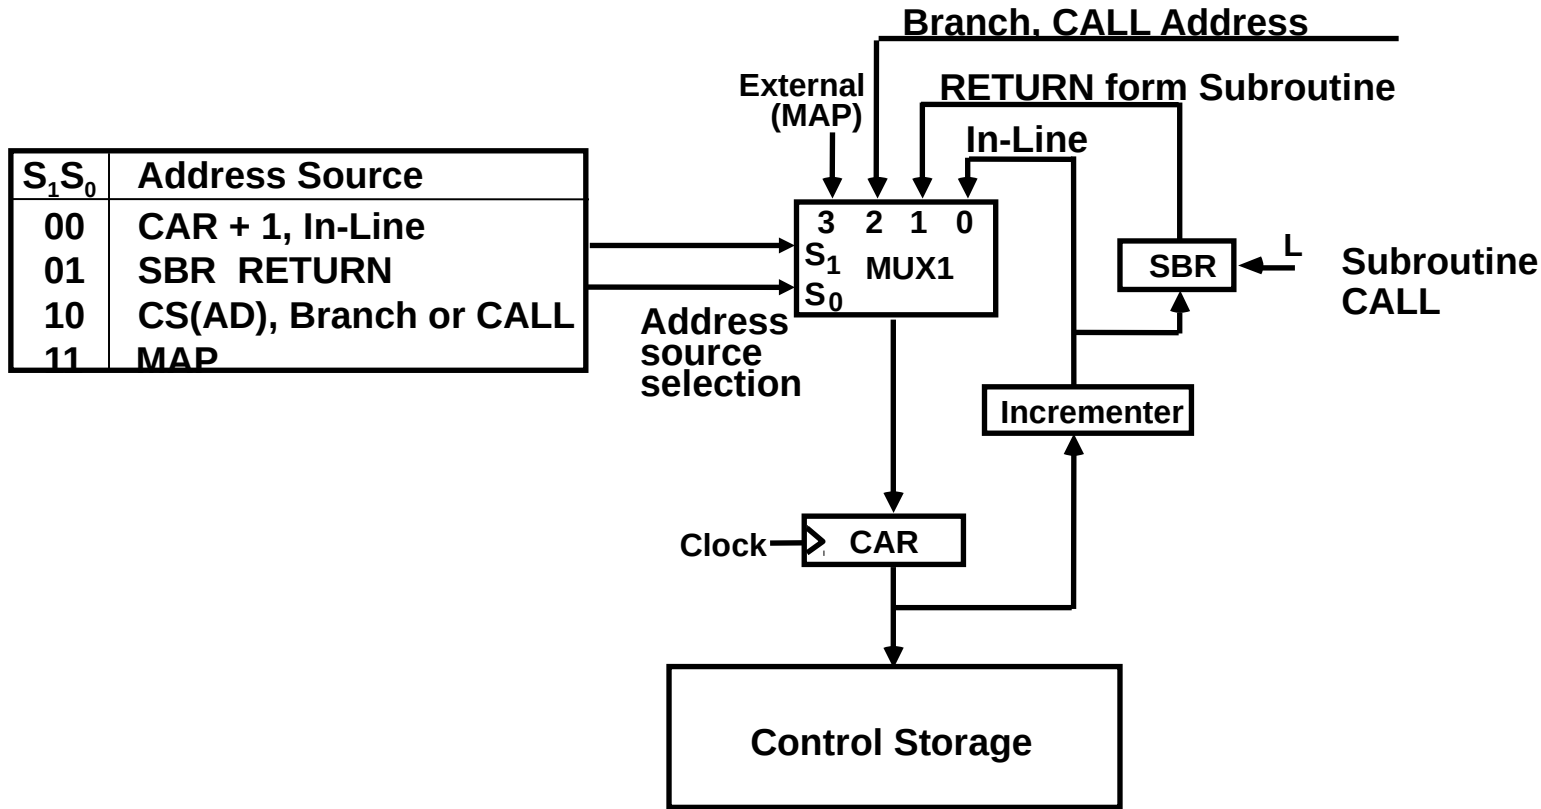 Branch, CALL Address
External
(MAP)
RETURN form Subroutine
In-Line
S1S0 Address Source
00 CAR + 1, In-Line
01 SBR RETURN
10 CS(AD), Branch or CALL
11 MAP
3 2 1 0
S1
MUX1
S0
Address
source
selection
SBR
L
Subroutine
CALL
Incrementer
Clock
CAR
Control Storage